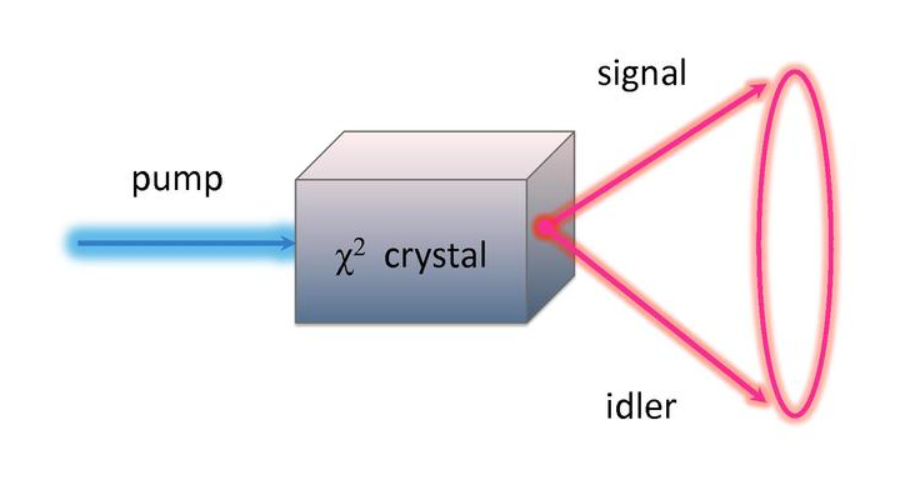 signal
pump
χ² crystal
idler